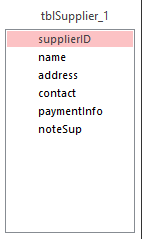 tblSupplier_1
supplierID
name
address
contact
paymentInfo
noteSup